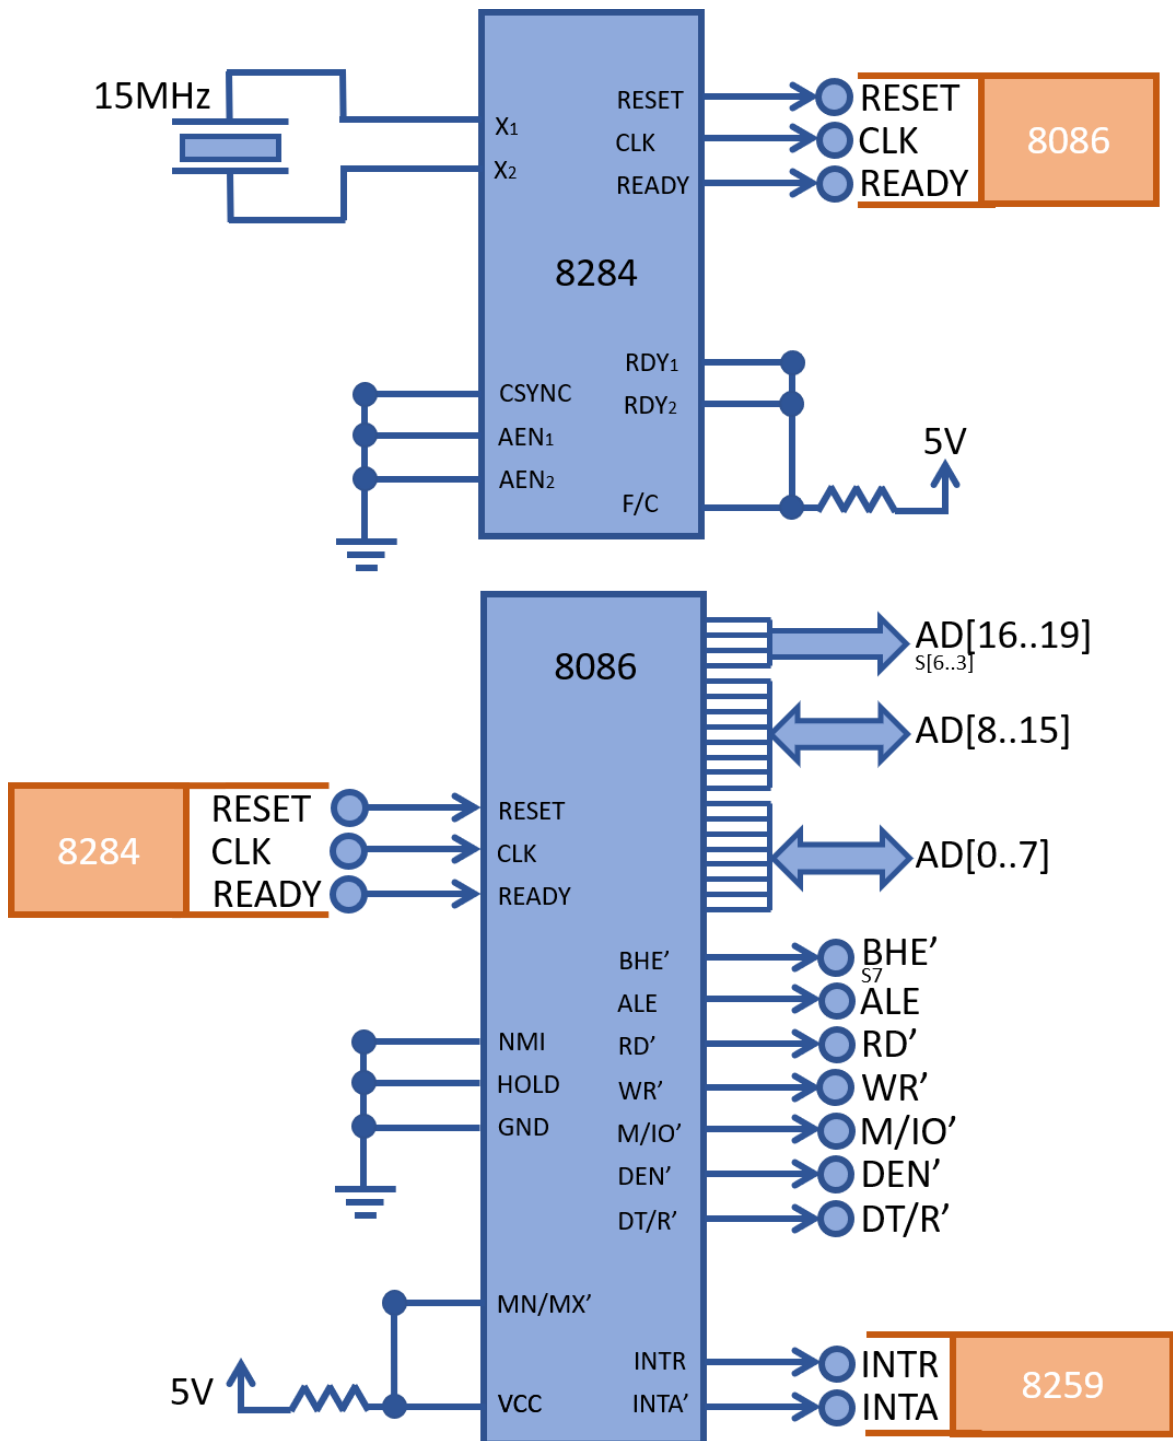 15MHz
X1
X2
RESET
CLK
READY
RESET
CLK
READY
8086
8284
CSYNC
AEN1
AEN2
RDY1
RDY2
F/C
5V
8086
AD[16..19]
S[6..3]
AD[8..15]
AD[0..7]
8284
RESET
CLK
READY
RESET
CLK
READY
NMI
HOLD
GND
BHE’
ALE
RD’
WR’
M/IO’
DEN’
DT/R’
BHE’
S7
ALE
RD’
WR’
M/IO’
DEN’
DT/R’
5V
MN/MX’
VCC
INTR
INTA’
INTR
INTA
8259